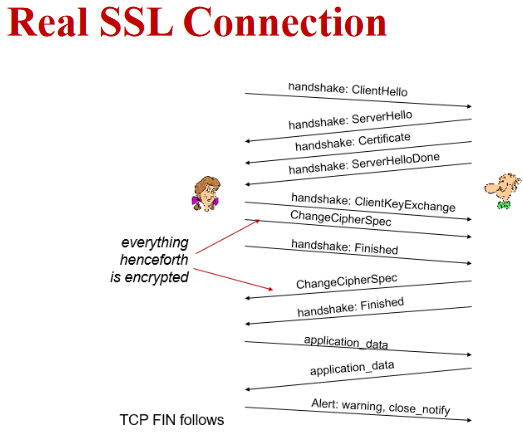 Real SSL Connection
handshake: ClientHello
handshake: ServerHello
handshake: Certificate
handshake: ServerHelloDone
handshake: ClientKeyExchange
ChangeCipherSpec
everything
henceforth
is encrypted
handshake: Finished
ChangeCipherSpec
handshake: Finished
application_data
application_data
Alert: warning, close_notify
TCP FIN follows